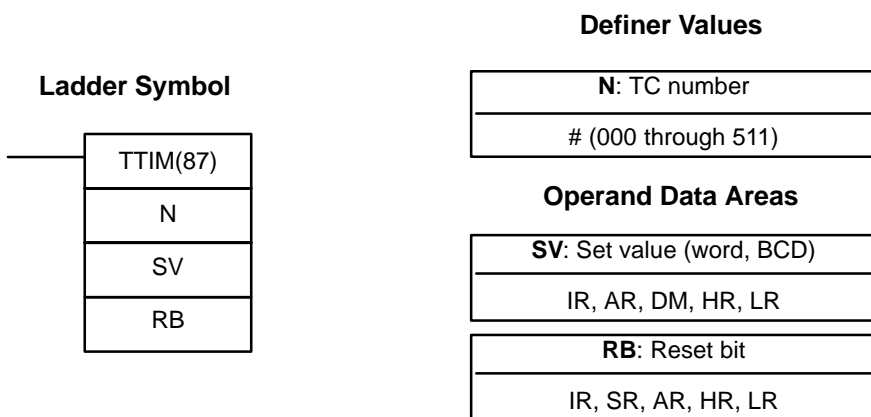 Ladder Symbol
TTIM(87)
N
SV
RB
Definer Values
N: TC number
# (000 through 511)
Operand Data Areas
SV: Set value (word, BCD)
IR, AR, DM, HR, LR
RB: Reset bit
IR, SR, AR, HR, LR